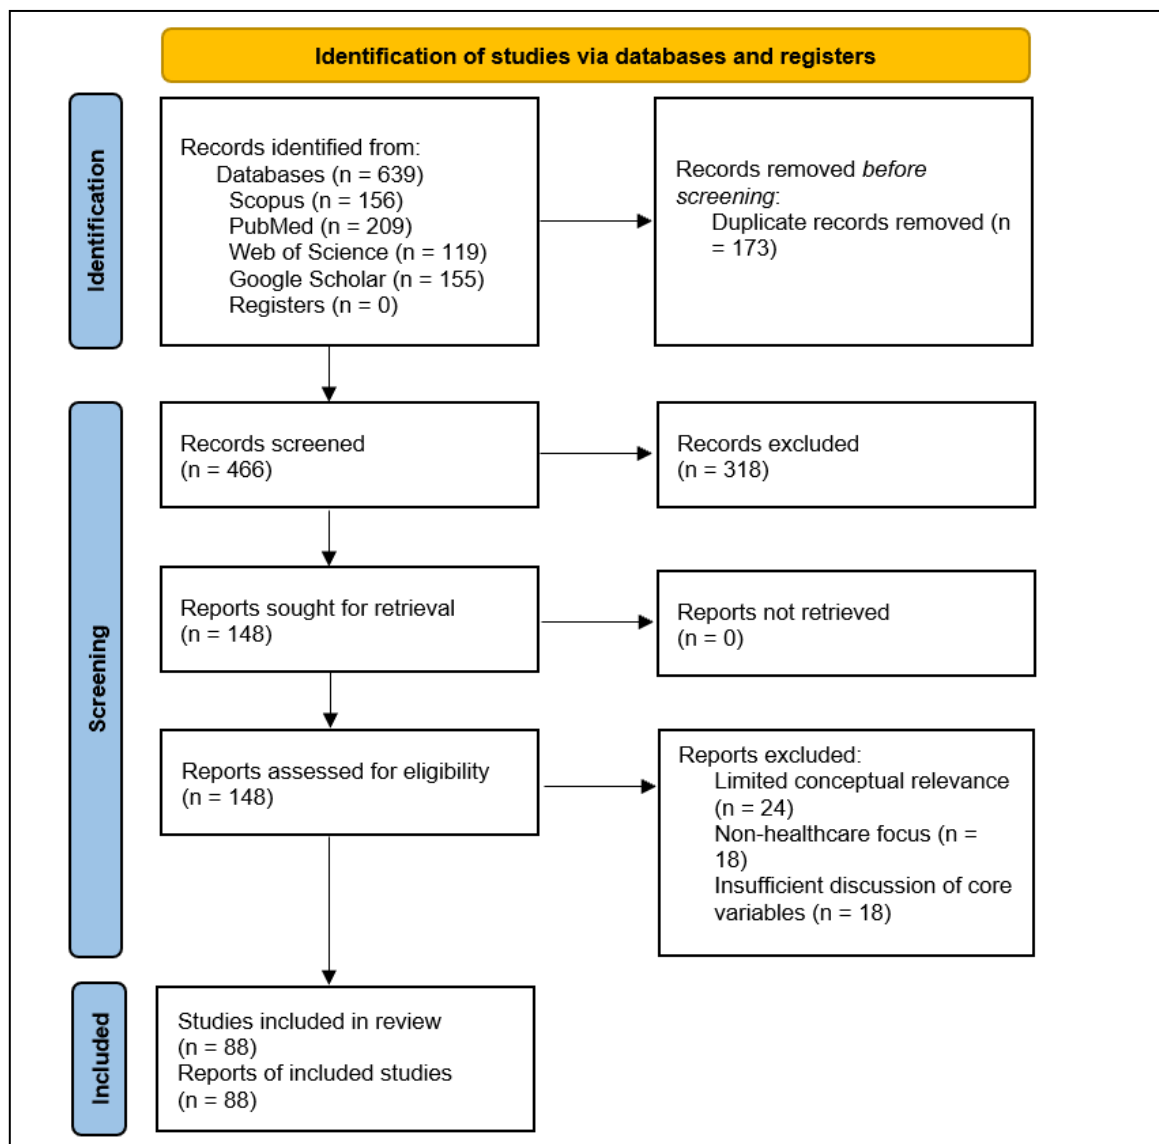 Identification of studies via databases and registers
Identification
Records identified from:
Databases (n = 639)
Scopus (n = 156)
PubMed (n = 209)
Web of Science (n = 119)
Google Scholar (n = 155)
Registers (n = 0)
Records removed before
screening:
Duplicate records removed (n
= 173)
Screening
Records screened
(n = 466)
Records excluded
(n = 318)
Reports sought for retrieval
(n = 148)
Reports not retrieved
(n = 0)
Reports assessed for eligibility
(n = 148)
Reports excluded:
Limited conceptual relevance
(n = 24)
Non-healthcare focus (n =
18)
Insufficient discussion of core
variables (n = 18)
Included
Studies included in review
(n = 88)
Reports of included studies
(n = 88)